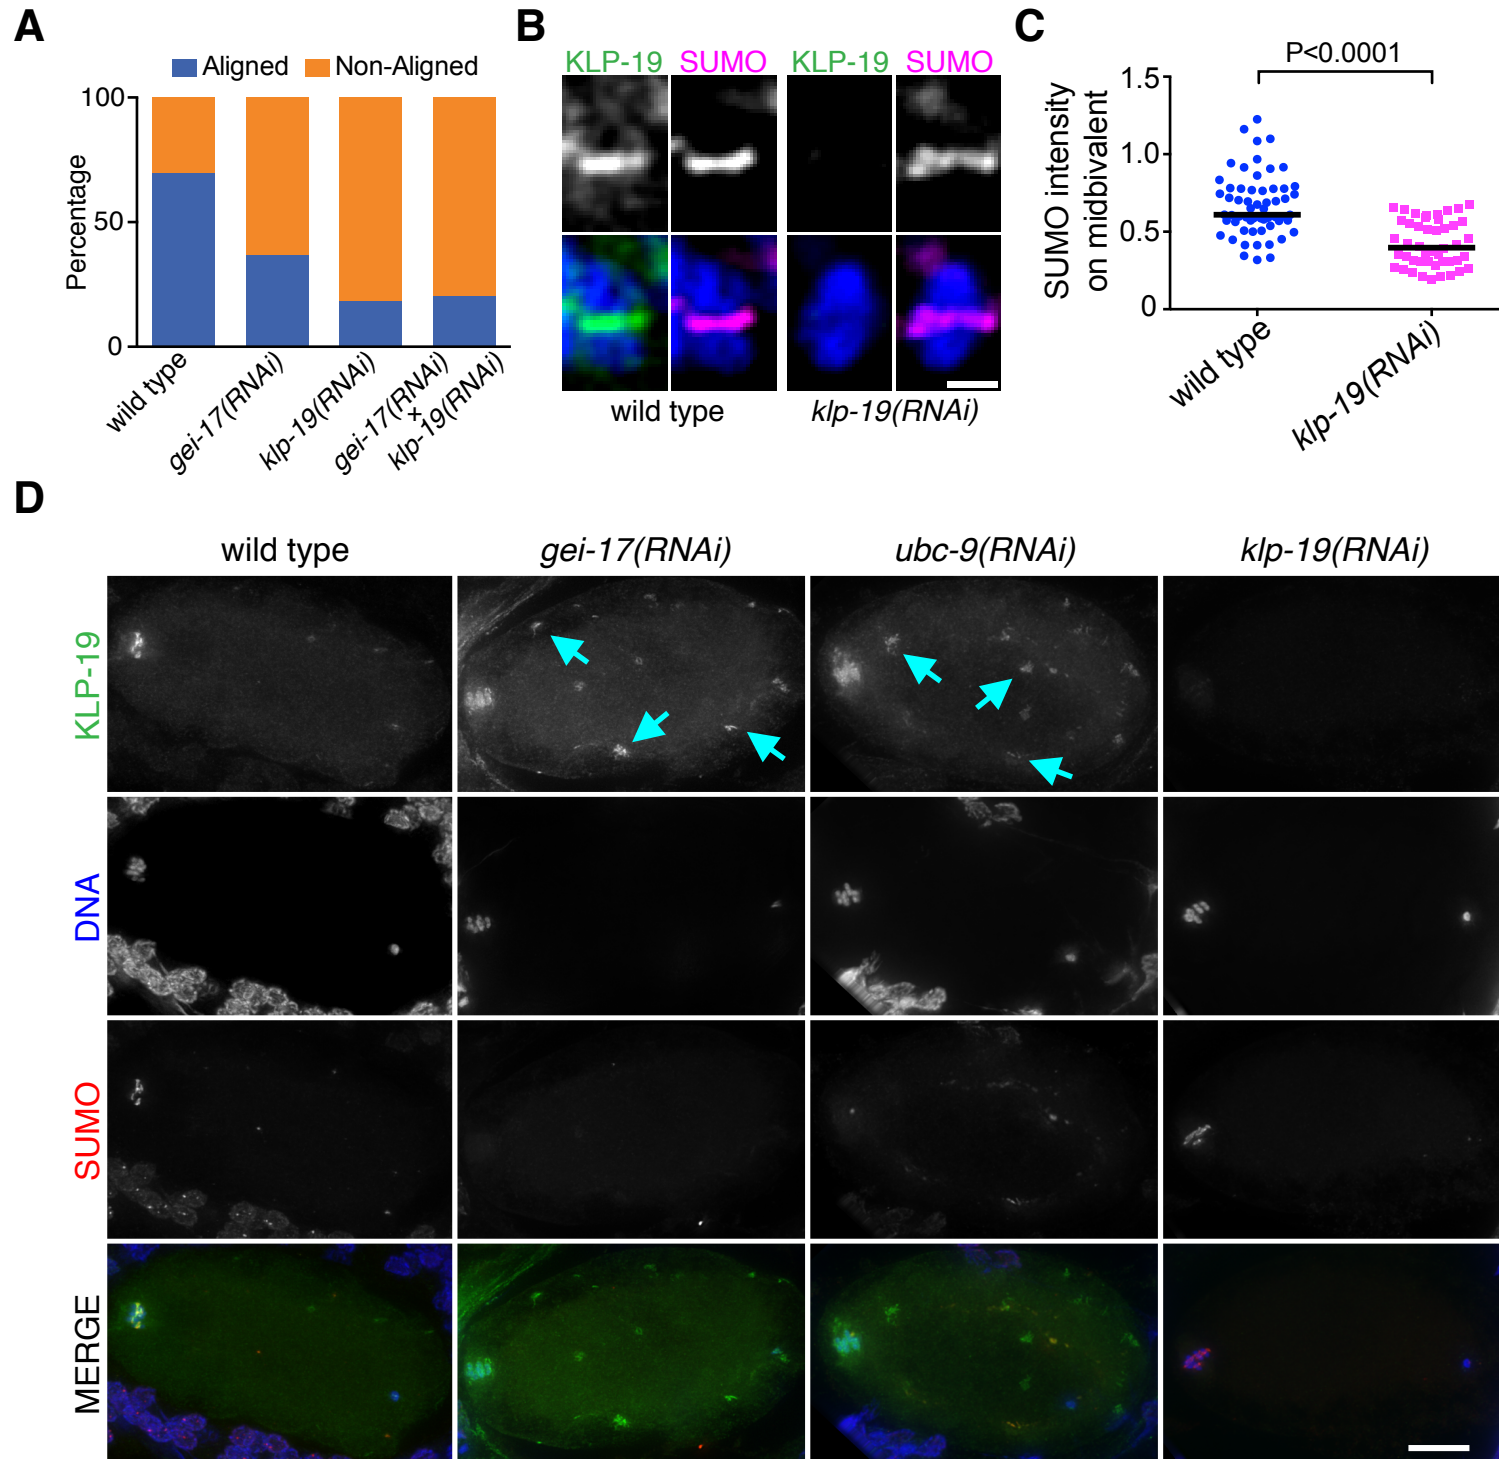 A
Aligned Non-Aligned
Percentage
100
50
0
wild type
gei-17(RNAi)
klp-19(RNAi)
gei-17(RNAi)
+
klp-19(RNAi)
B
KLP-19 SUMO KLP-19 SUMO
wild type klp-19(RNAi)
C
P<0.0001
SUMO intensity
on midbivalent
1.5
1.0
0.5
0
wild type
klp-19(RNAi)
D
wild type gei-17(RNAi) ubc-9(RNAi) klp-19(RNAi)
KLP-19
DNA
SUMO
MERGE